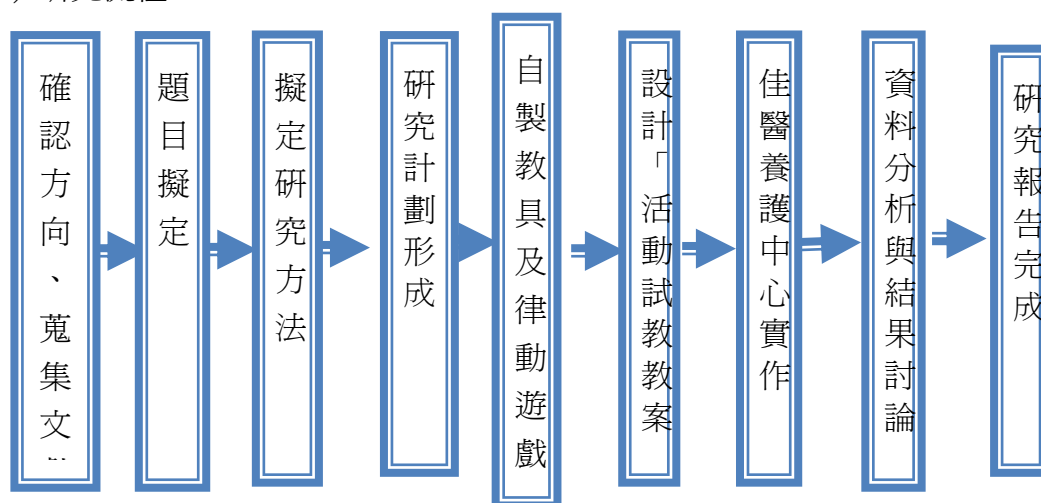 確認方向、蒐集文
題目擬定
擬定研究方法
研究計劃形成
自製教具及律動遊戲
設計「活動試教教案
佳醫養護中心實作
資料分析與結果討論
研究報告完成